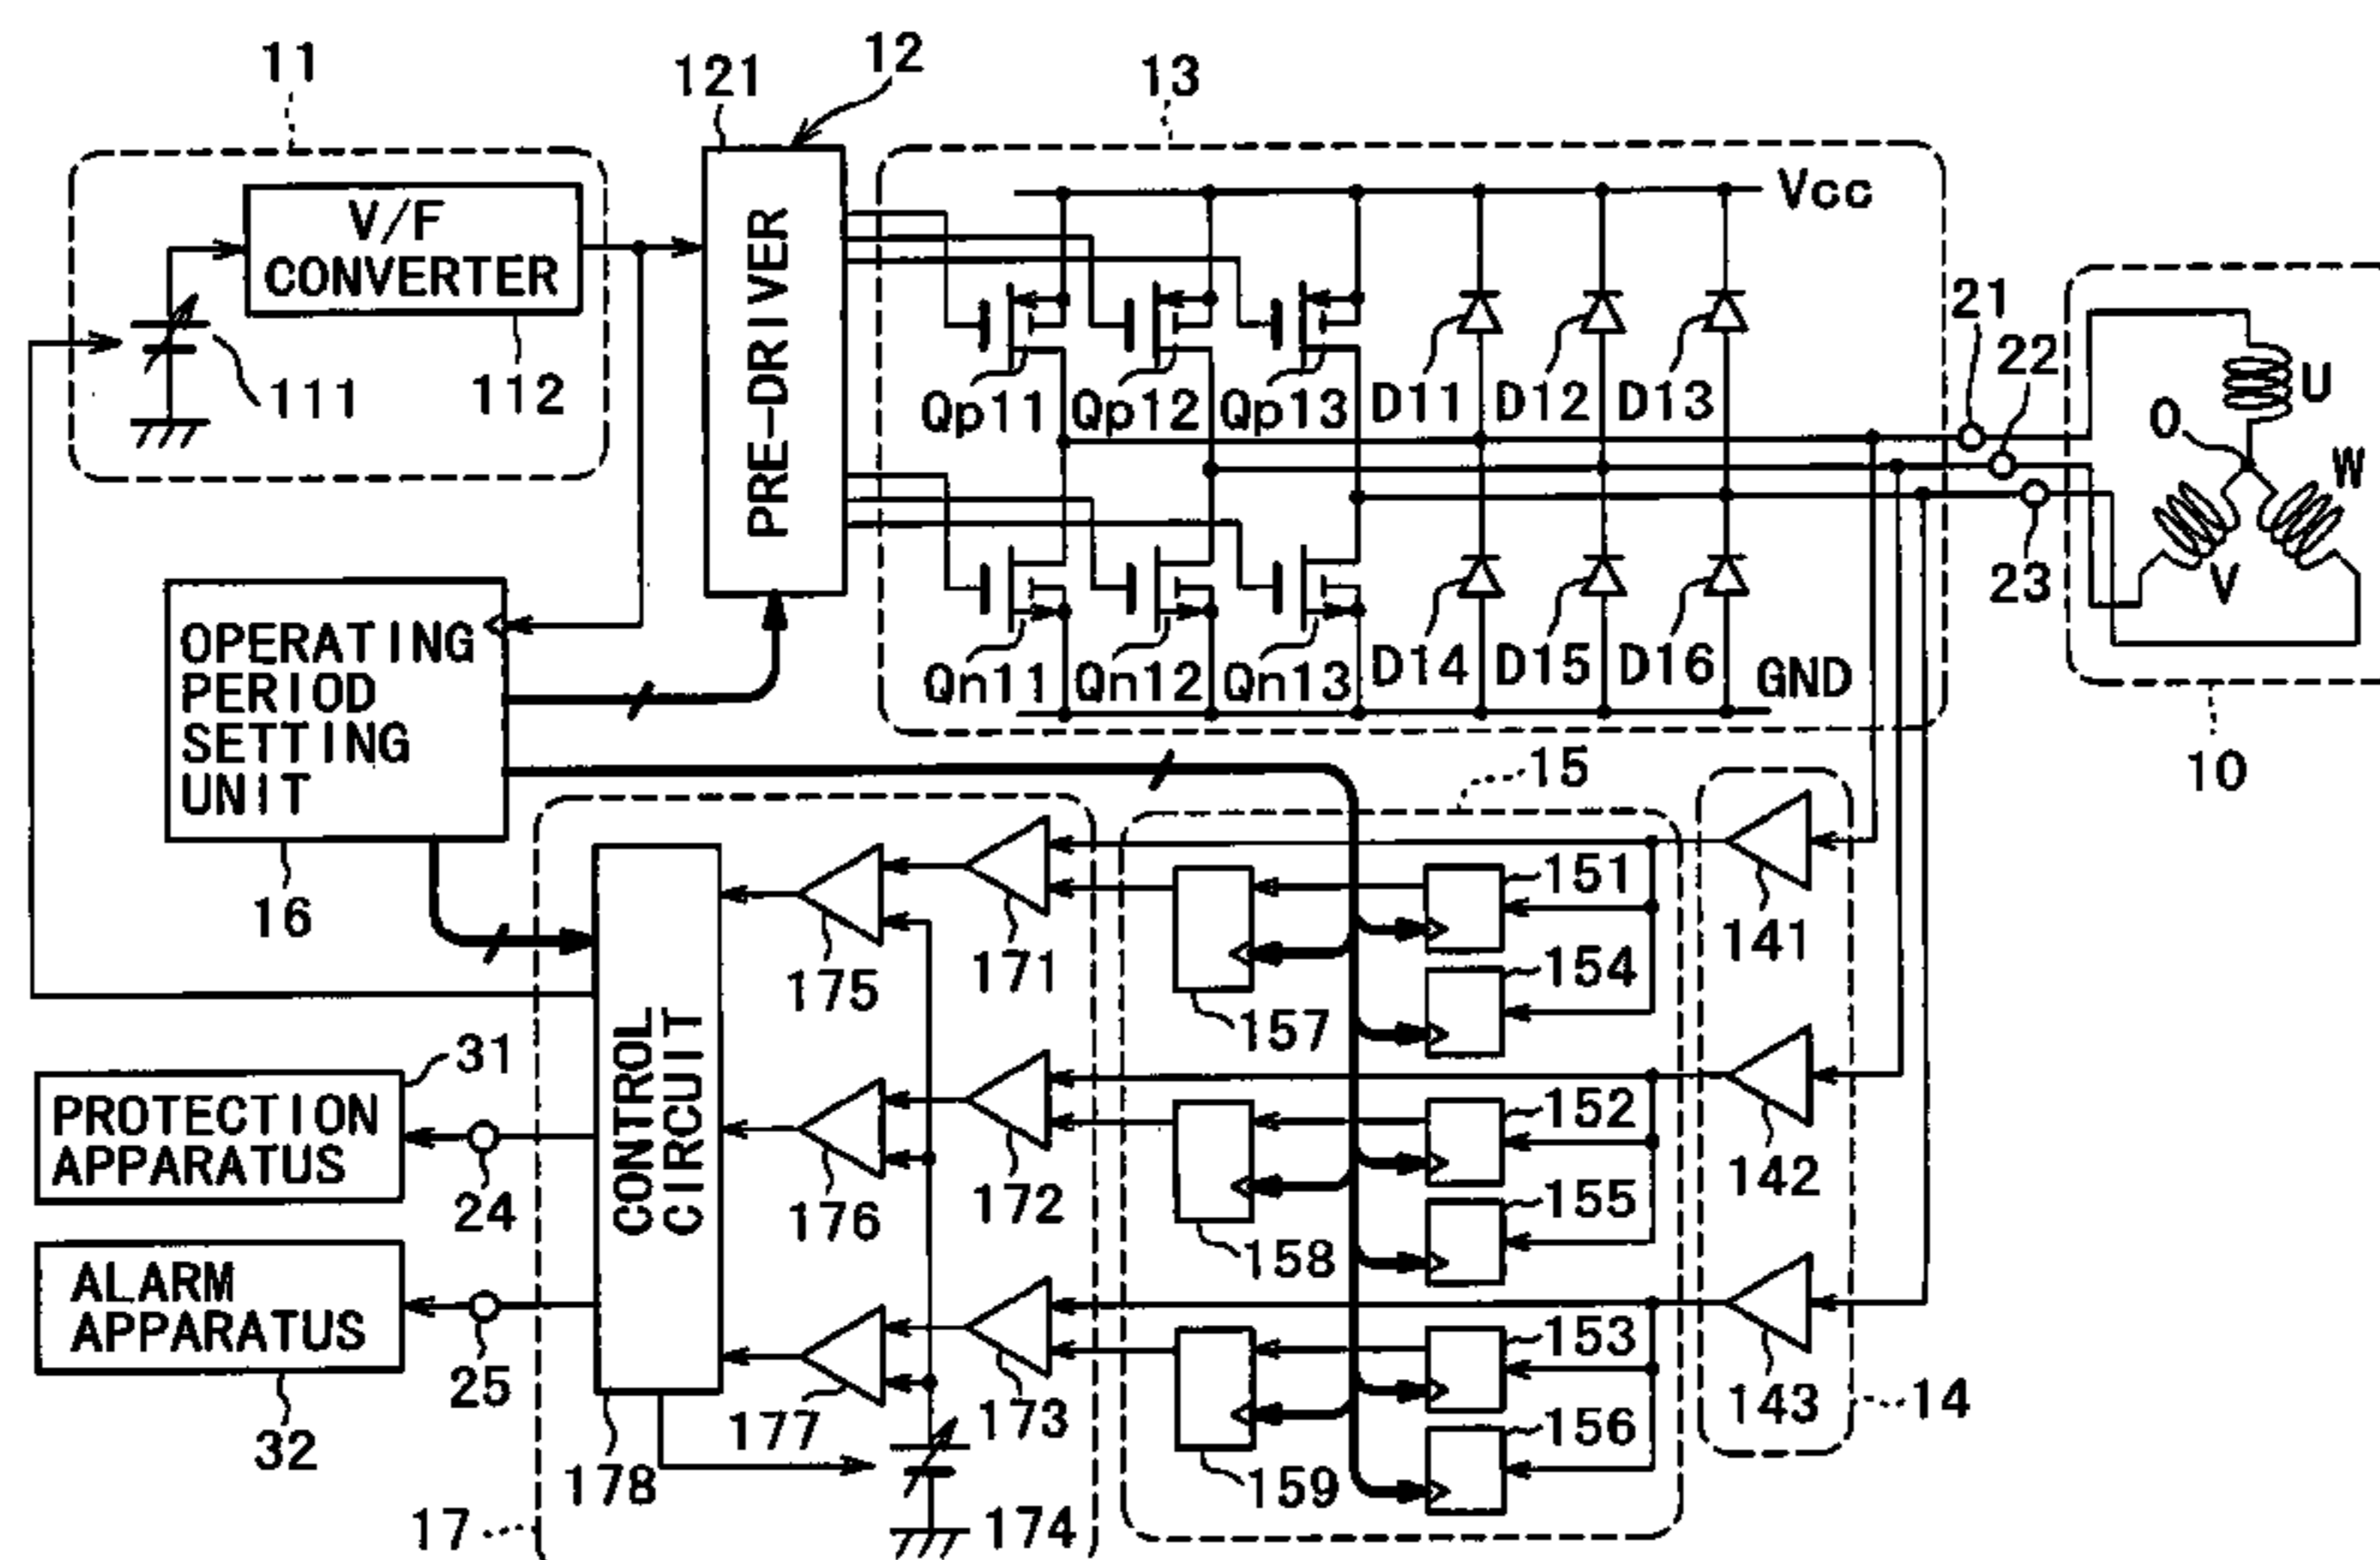 11
121
12
13
V/F
CONVERTER
111
112
PRE-DRIVER
Vcc
Qp11
Qp12
Qp13
D11
D12
D13
21
22
23
O
U
W
V
10
OPERATING
PERIOD
SETTING
UNIT
16
Qn11
Qn12
Qn13
D14
D15
D16
GND
15
151
154
157
141
175
171
CONTROL
CIRCUIT
31
PROTECTION
APPARATUS
24
176
172
158
152
155
142
ALARM
APPARATUS
25
32
177
173
159
153
156
143
14
178
17
174